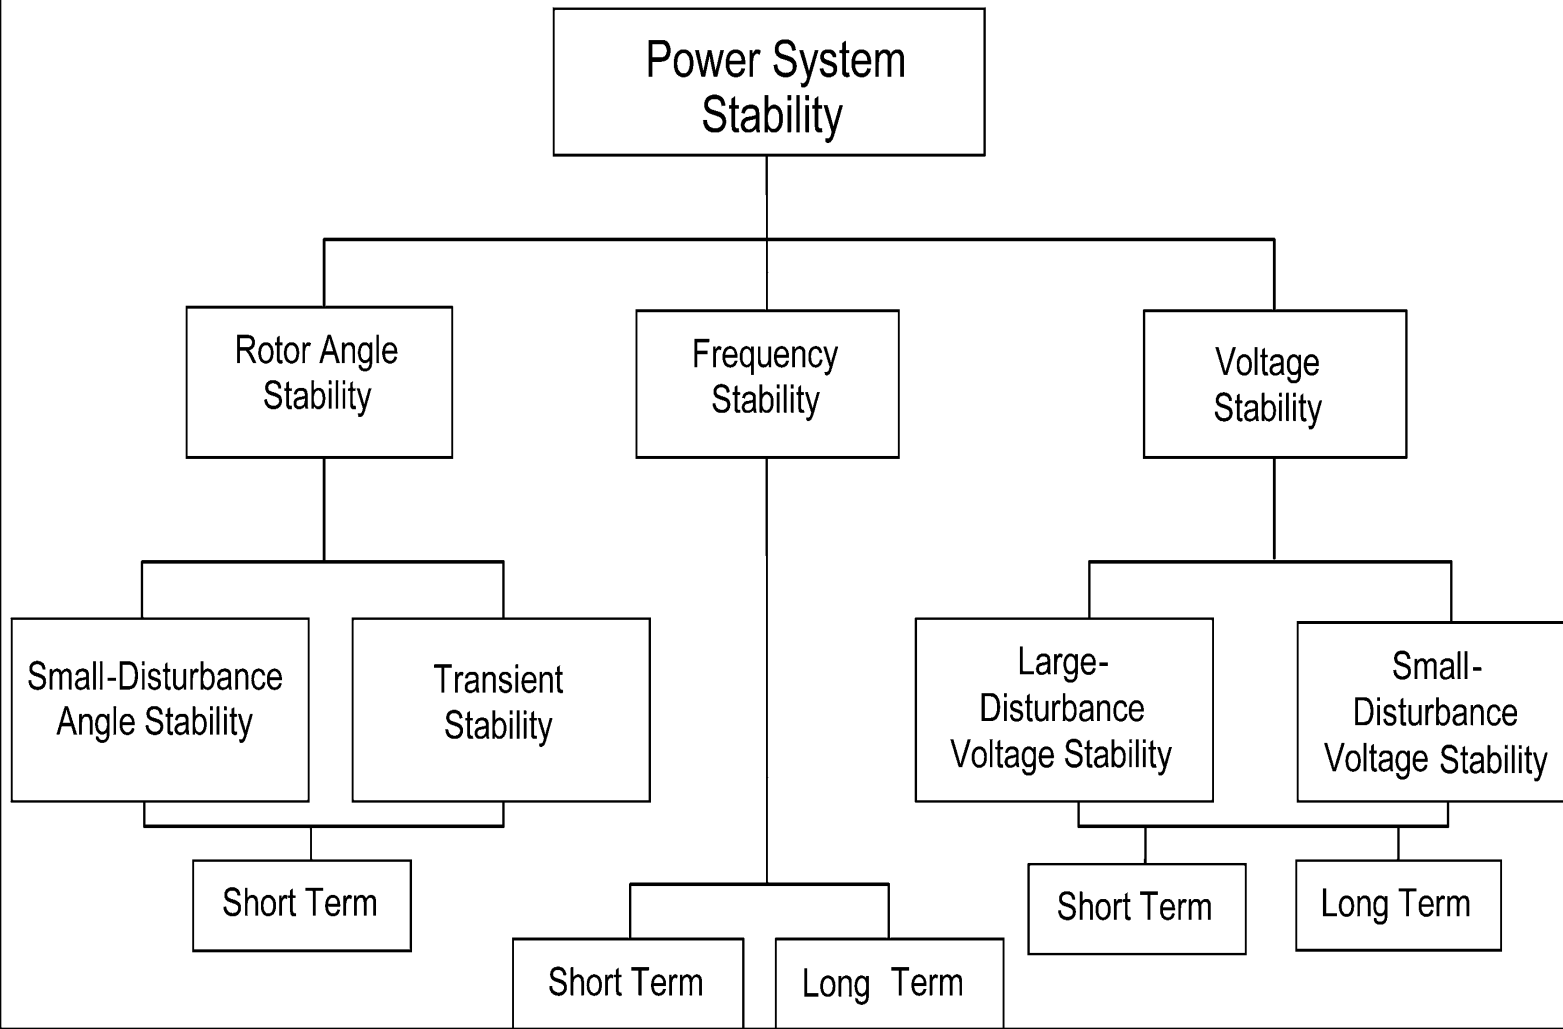 Power System
Stability
Rotor Angle
Stability
Frequency
Stability
Voltage
Stability
Small-Disturbance
Angle Stability
Transient
Stability
Large-
Disturbance
Voltage Stability
Small-
Disturbance
Voltage Stability
Short Term
Short Term
Long Term
Short Term
Long Term